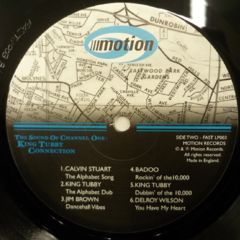 DUNROBIN
motion
EASTWOOD PARK
GARDENS
THE SOUND OF CHANNEL ONE:
KING TUBBY
CONNECTION
SIDE TWO - FAST LP002
MOTION RECORDS
© & ℗ Motion Records.
All rights reserved.
Made in England.
1.CALVIN STUART
The Alphabet Song
2.KING TUBBY
The Alphabet Dub
3.JIM BROWN
Dancehall Vibes
4.BADOO
Rockin' of the10,000
5.KING TUBBY
Dubbin' of the 10,000
6.DELROY WILSON
You Have My Heart